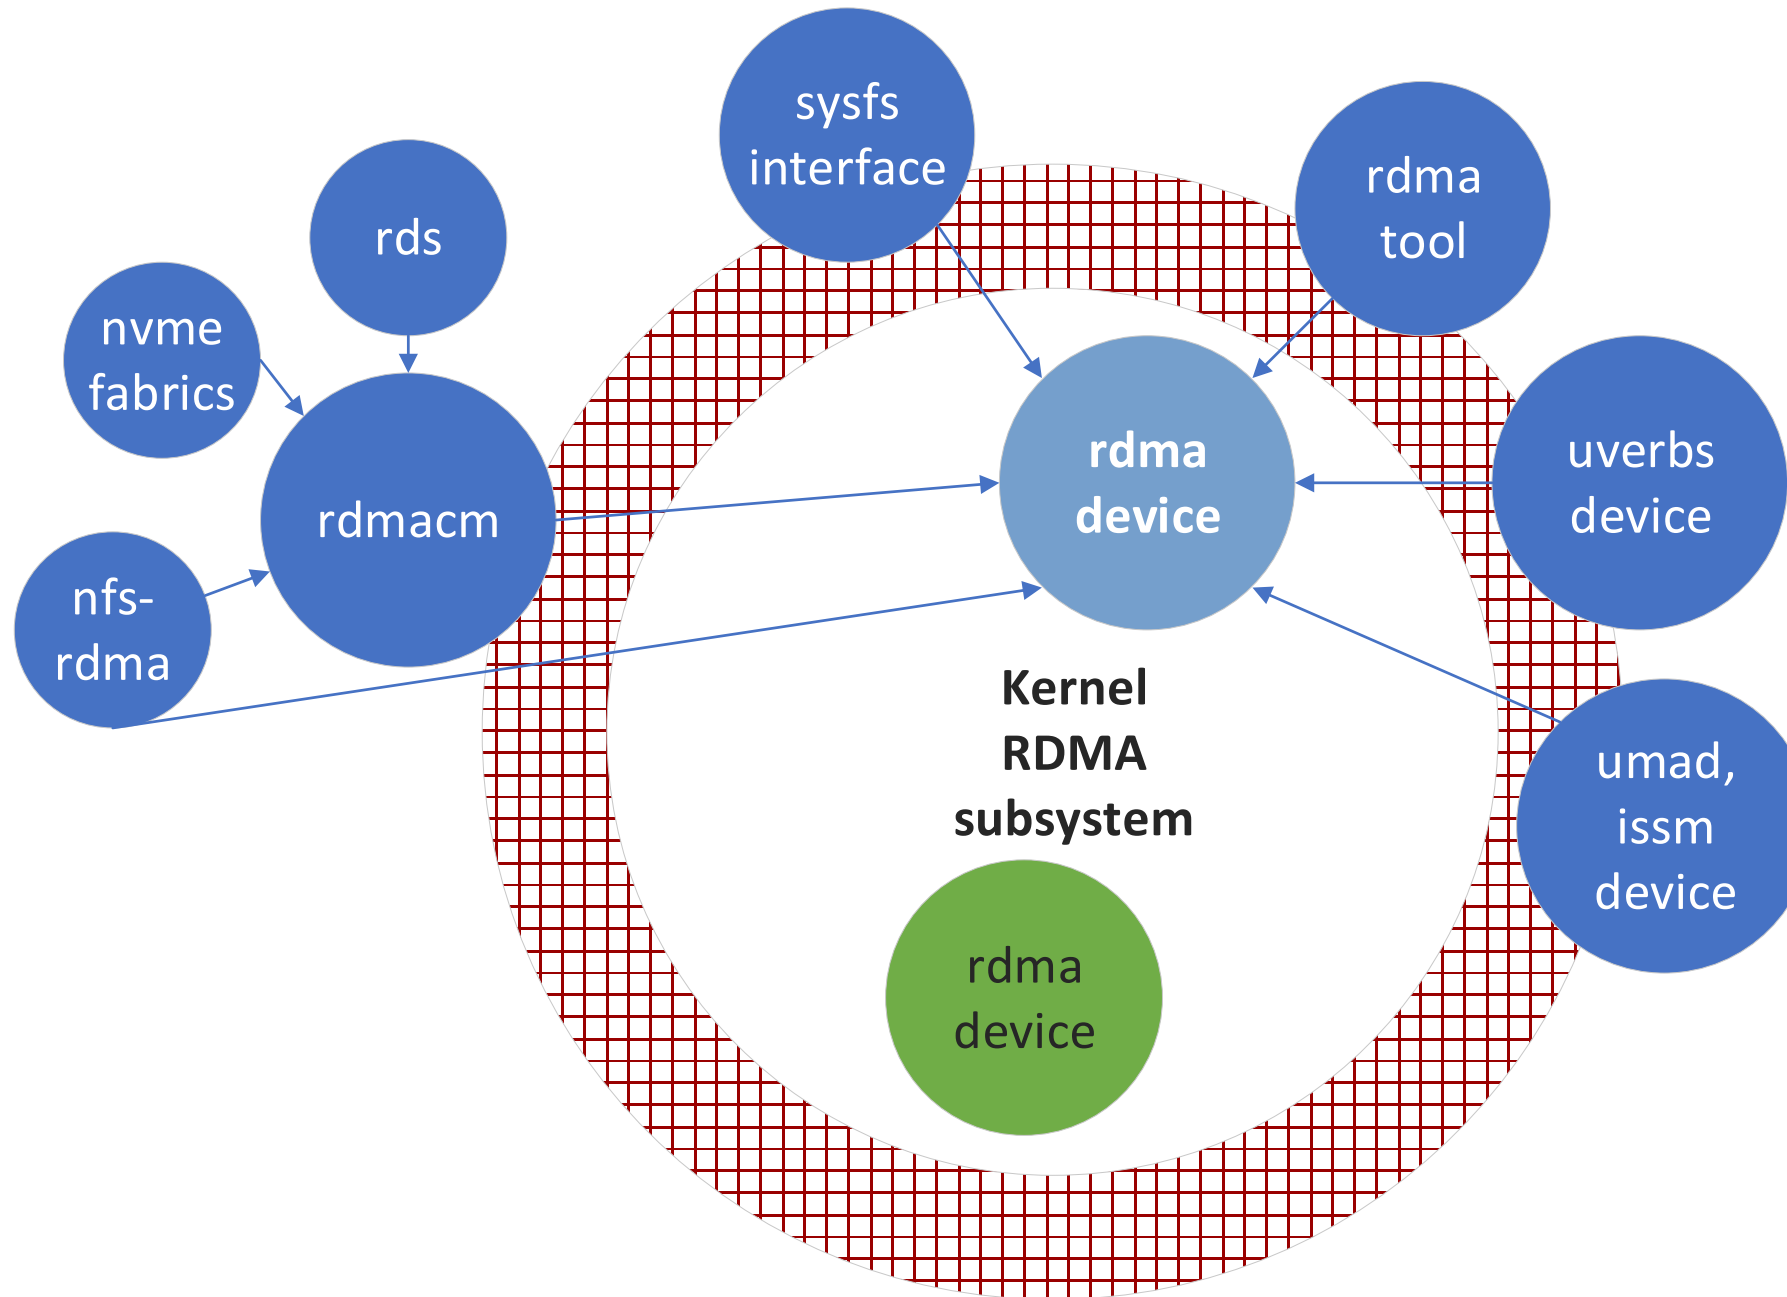 sysfs
interface
rdma
tool
rds
nvme
fabrics
rdmacm
rdma
device
uverbs
device
nfs-
rdma
Kernel
RDMA
subsystem
umad,
issm
device
rdma
device